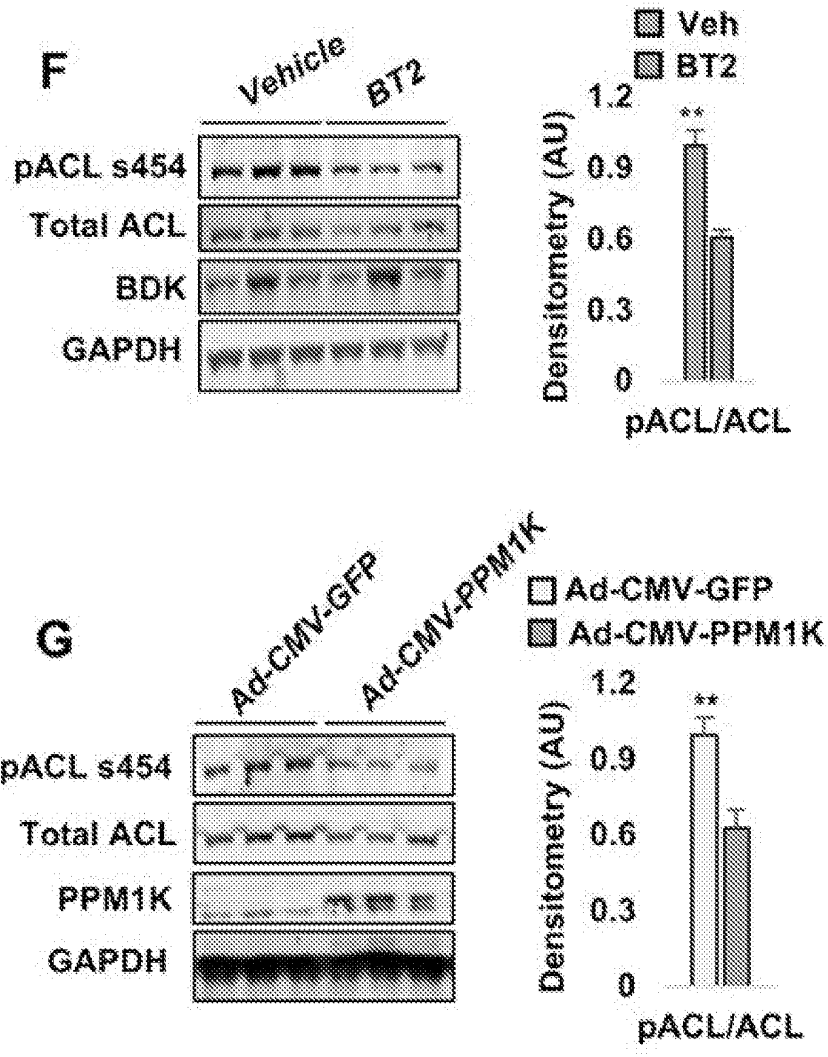 F
Vehicle
BT2
pACL s454
Total ACL
BDK
GAPDH
Veh
BT2
Densitometry (AU)
1.2
0.9
0.6
0.3
0
**
pACL/ACL
G
Ad-CMV-GFP
Ad-CMV-PPM1K
pACL s454
Total ACL
PPM1K
GAPDH
Ad-CMV-GFP
Ad-CMV-PPM1K
Densitometry (AU)
1.2
0.9
0.6
0.3
0
**
pACL/ACL